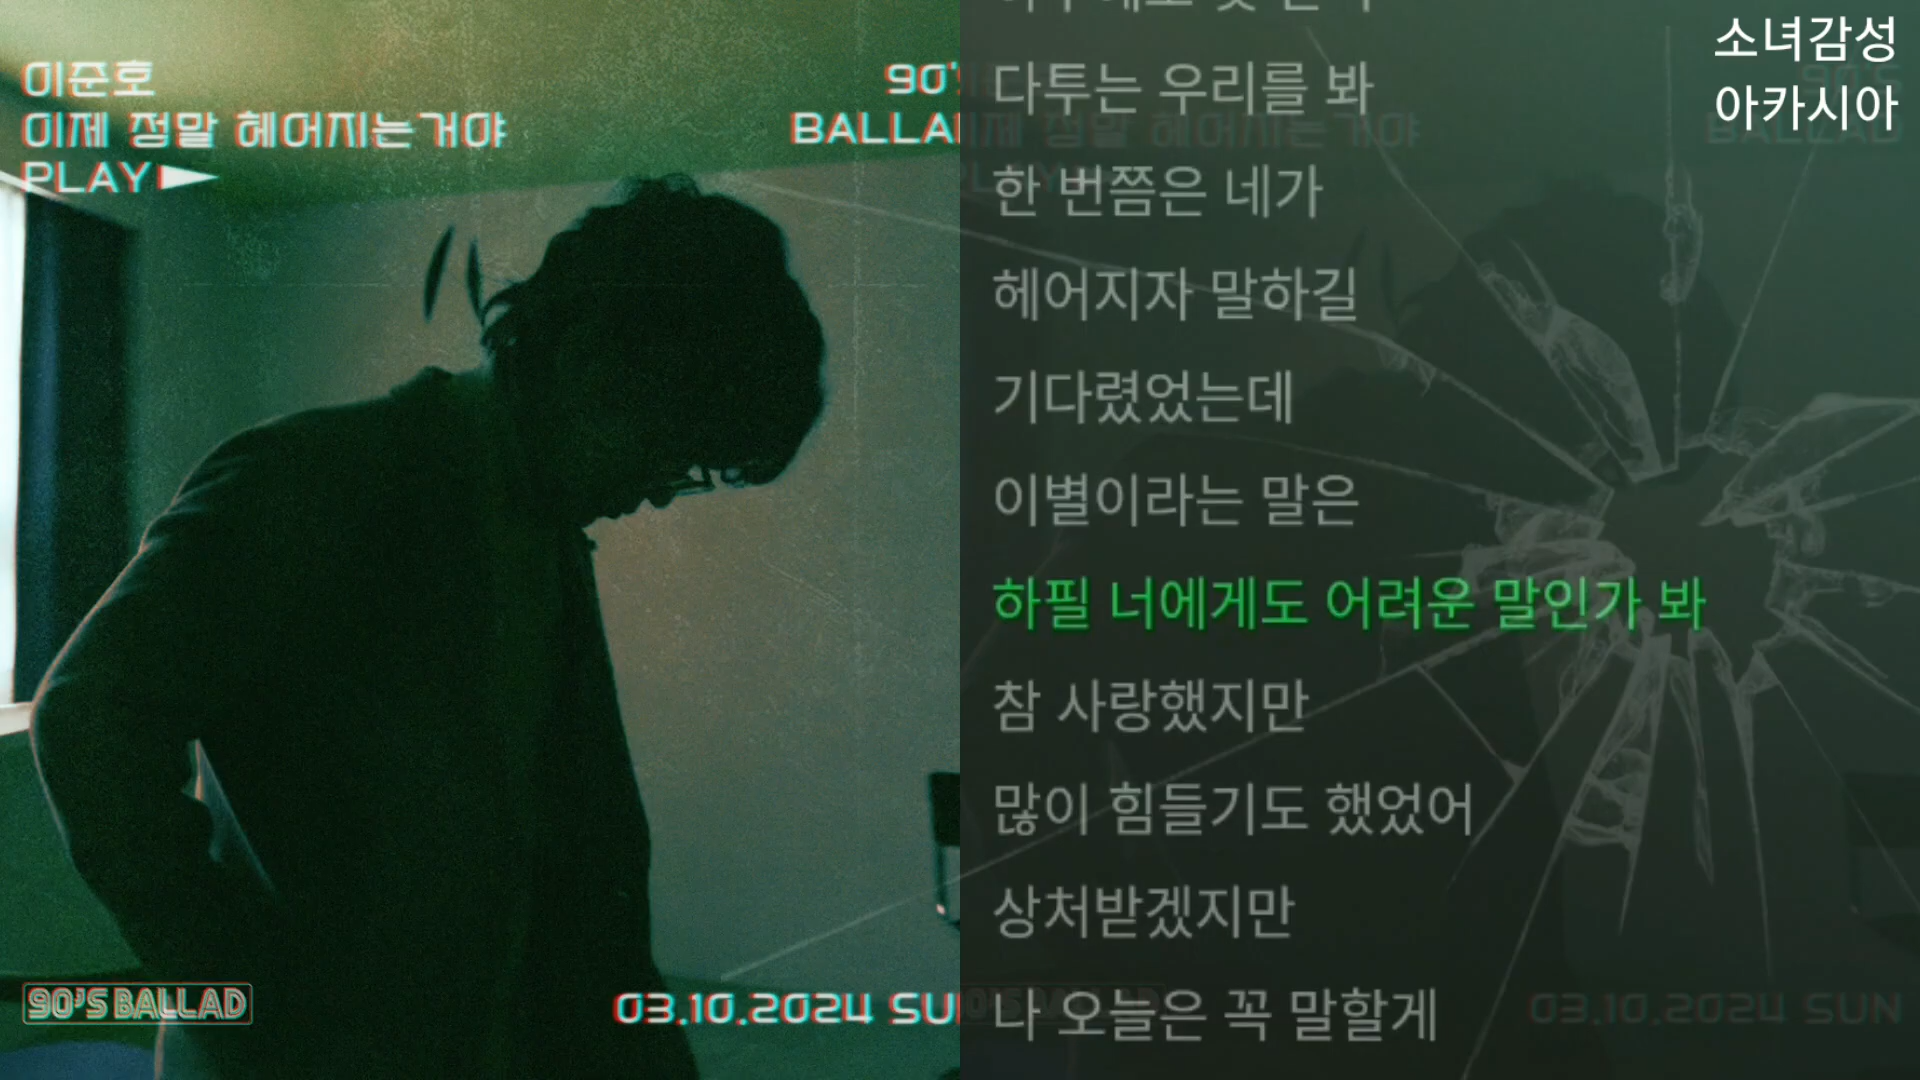 이준호
이제 정말 헤어지는거야
PLAY
90'
BALLA
90'S BALLAD
03.10.2024 SUN
소녀감성
아카시아
다투는 우리를 봐
한 번쯤은 네가
헤어지자 말하길
기다렸었는데
이별이라는 말은
하필 너에게도 어려운 말인가 봐
참 사랑했지만
많이 힘들기도 했었어
상처받겠지만
나 오늘은 꼭 말할게
03.10.2024 SUN